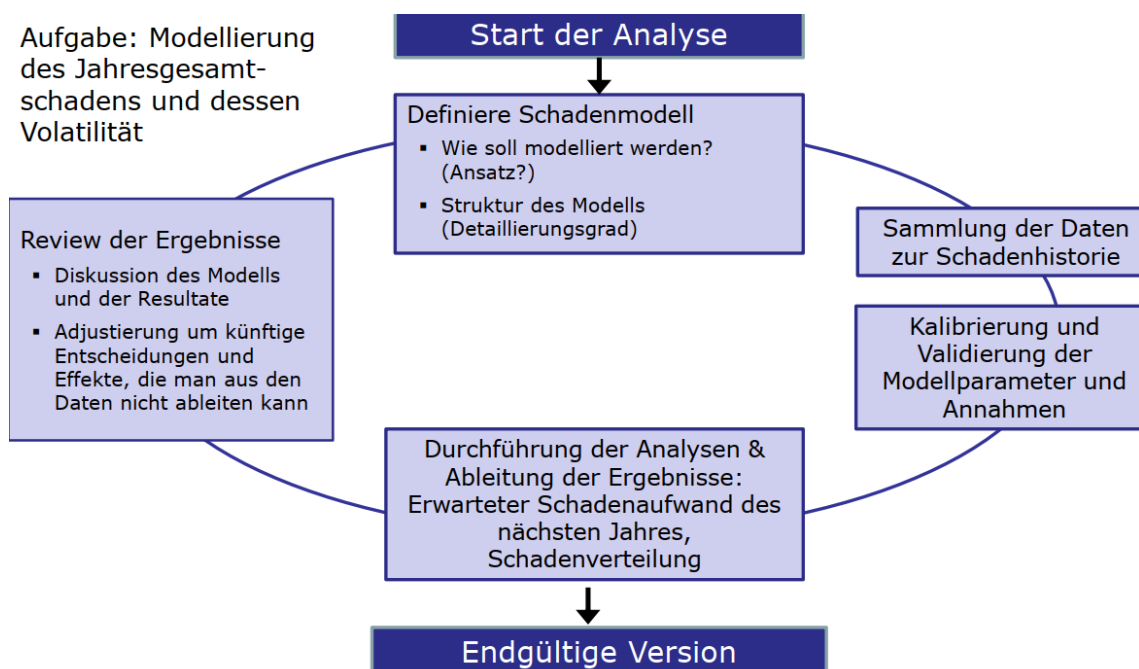 Aufgabe: Modellierung
des Jahresgesamt-
schadens und dessen
Volatilität
Start der Analyse
Definiere Schadenmodell
▪ Wie soll modelliert werden?
(Ansatz?)
▪ Struktur des Modells
(Detaillierungsgrad)
Sammlung der Daten
zur Schadenhistorie
Kalibrierung und
Validierung der
Modellparameter und
Annahmen
Durchführung der Analysen &
Ableitung der Ergebnisse:
Erwarteter Schadenaufwand des
nächsten Jahres,
Schadenverteilung
Review der Ergebnisse
▪ Diskussion des Modells
und der Resultate
▪ Adjustierung um künftige
Entscheidungen und
Effekte, die man aus den
Daten nicht ableiten kann
Endgültige Version